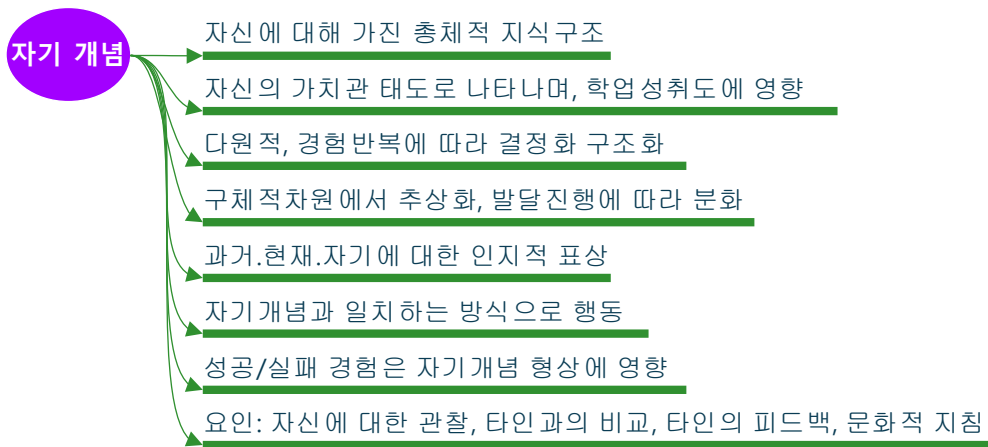 자기 개념
자신에 대해 가진 총체적 지식구조
자신의 가치관 태도로 나타나며, 학업성취도에 영향
다원적, 경험반복에 따라 결정화 구조화
구체적차원에서 추상화, 발달진행에 따라 분화
과거.현재.자기에 대한 인지적 표상
자기개념과 일치하는 방식으로 행동
성공/실패 경험은 자기개념 형상에 영향
요인: 자신에 대한 관찰, 타인과의 비교, 타인의 피드백, 문화적 지침